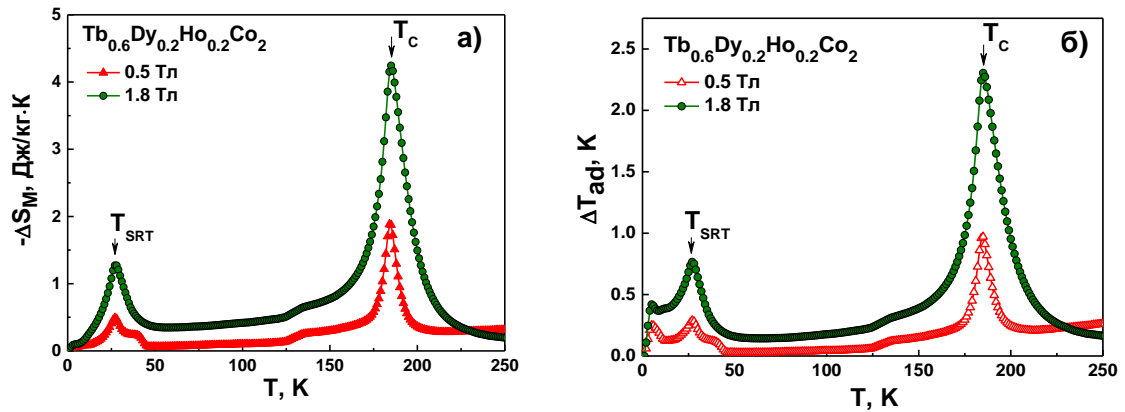 Tb0.6Dy0.2Ho0.2Co2
0.5 Тл
1.8 Тл
TC
а)
TSRT
-ΔSM, Дж/кг·К
5
4
3
2
1
0
0 50 100 150 200 250
T, K
Tb0.6Dy0.2Ho0.2Co2
0.5 Тл
1.8 Тл
TC
б)
TSRT
ΔTad, K
2.5
2.0
1.5
1.0
0.5
0.0
0 50 100 150 200 250
T, K